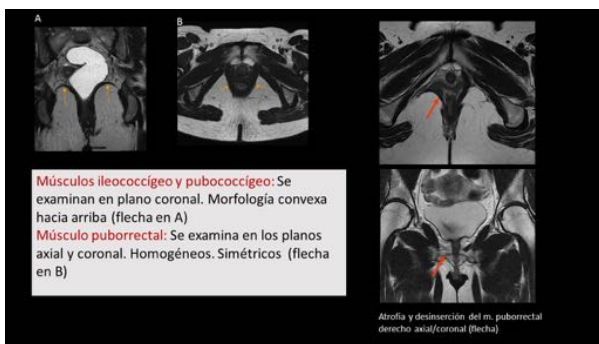 A
B
Músculos ileococcígeo y pubococcígeo: Se
examinan en plano coronal. Morfología convexa
hacia arriba (flecha en A)
Músculo puborrectal: Se examina en los planos
axial y coronal. Homogéneos. Simétricos (flecha
en B)
Atrofia y desinserción del m. puborrectal
derecho axial/coronal (flecha)